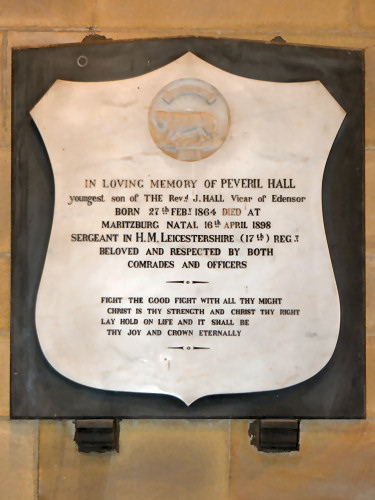 IN LOVING MEMORY OF PEVERIL HALL
youngest son of THE Revd. J. HALL Vicar of Edensor
BORN 27th FEBy. 1864 DIED AT
MARITZBURG NATAL 16th APRIL 1898
SERGEANT IN H.M. LEICESTERSHIRE (17th) REGt.
BELOVED AND RESPECTED BY BOTH
COMRADES AND OFFICERS
FIGHT THE GOOD FIGHT WITH ALL THY MIGHT
CHRIST IS THY STRENGTH AND CHRIST THY RIGHT
LAY HOLD ON LIFE AND IT SHALL BE
THY JOY AND CROWN ETERNALLY